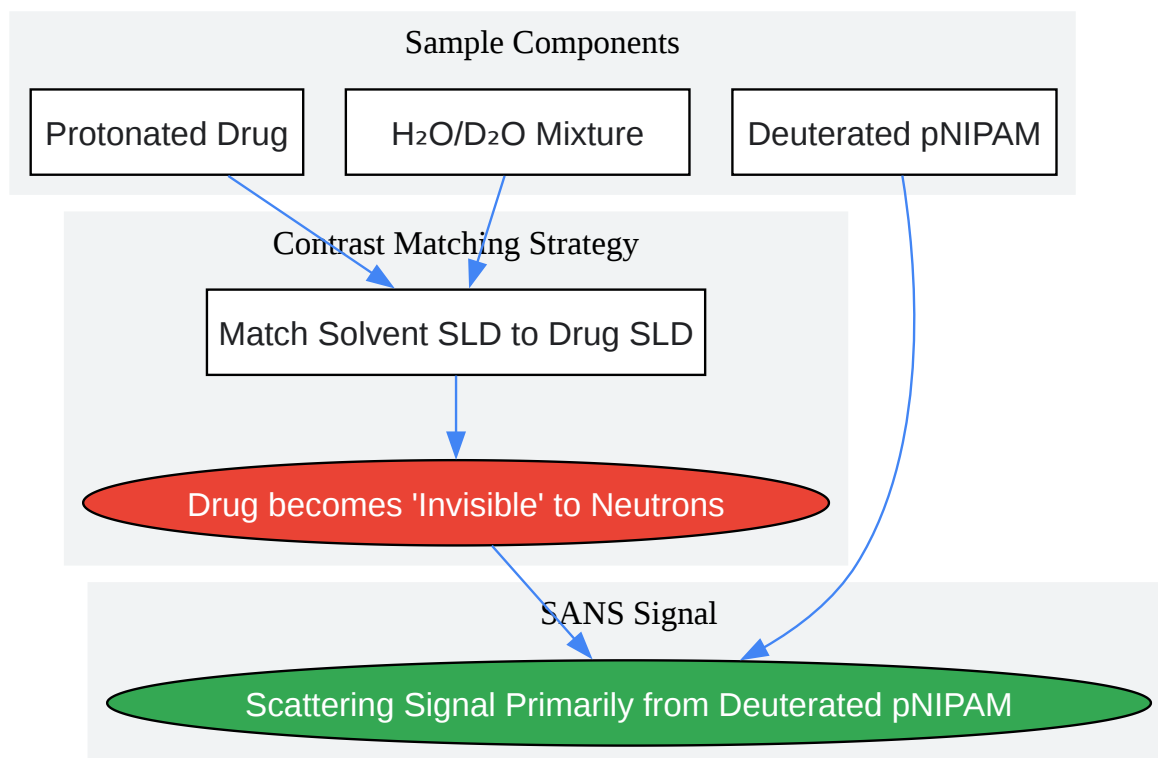 Sample Components
Protonated Drug
H₂O/D₂O Mixture
Deuterated pNIPAM
Contrast Matching Strategy
Match Solvent SLD to Drug SLD
Drug becomes 'Invisible' to Neutrons
SANS Signal
Scattering Signal Primarily from Deuterated pNIPAM